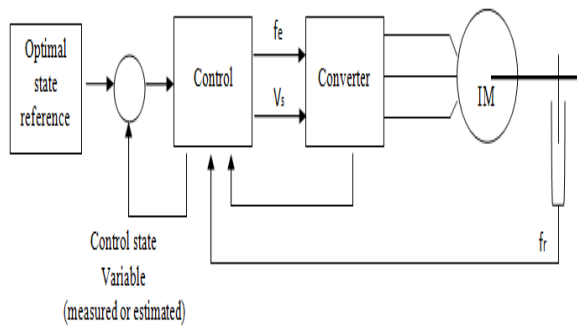 Optimal
state
reference
Control
fe
Vs
Converter
IM
fr
Control state
Variable
(measured or estimated)